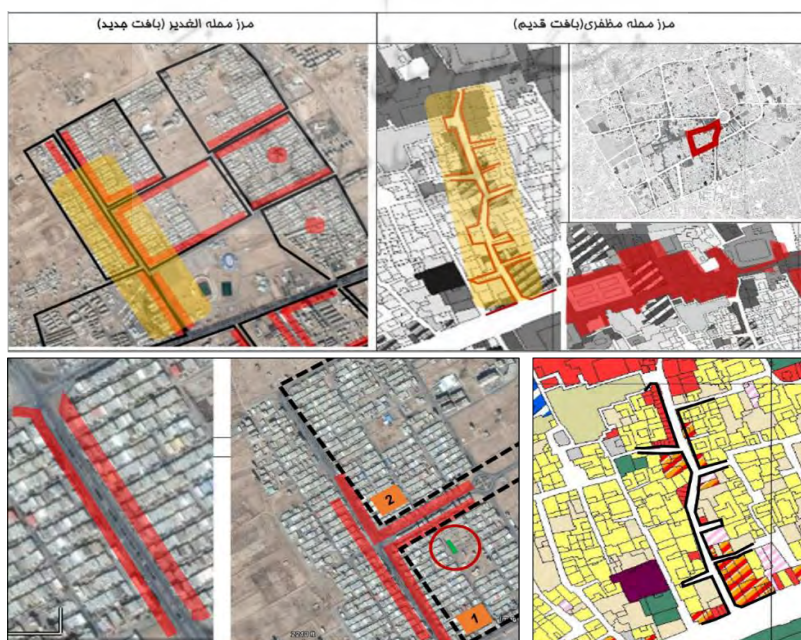 مرز محله مظفری(بافت قدیم)
مرز محله الغدیر (بافت جدید)
2
1